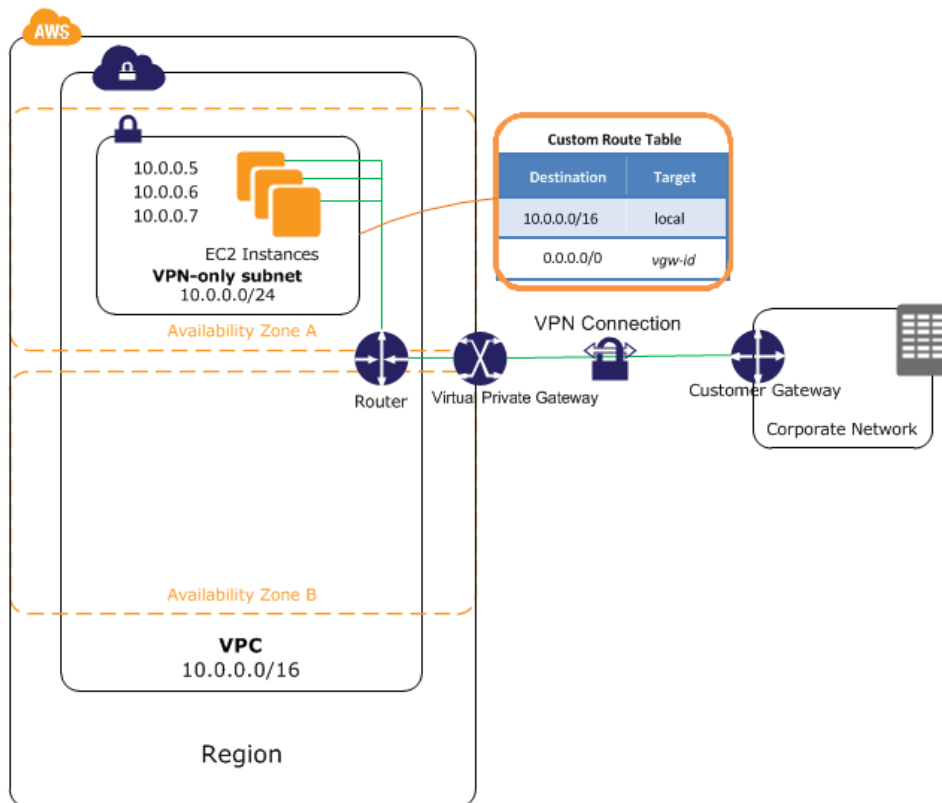 AWS
10.0.0.5
10.0.0.6
10.0.0.7
EC2 Instances
VPN-only subnet
10.0.0.0/24
Availability Zone A
Custom Route Table
Destination Target
10.0.0.0/16 local
0.0.0.0/0 vgw-id
VPN Connection
Router
Virtual Private Gateway
Customer Gateway
Corporate Network
Availability Zone B
VPC
10.0.0.0/16
Region